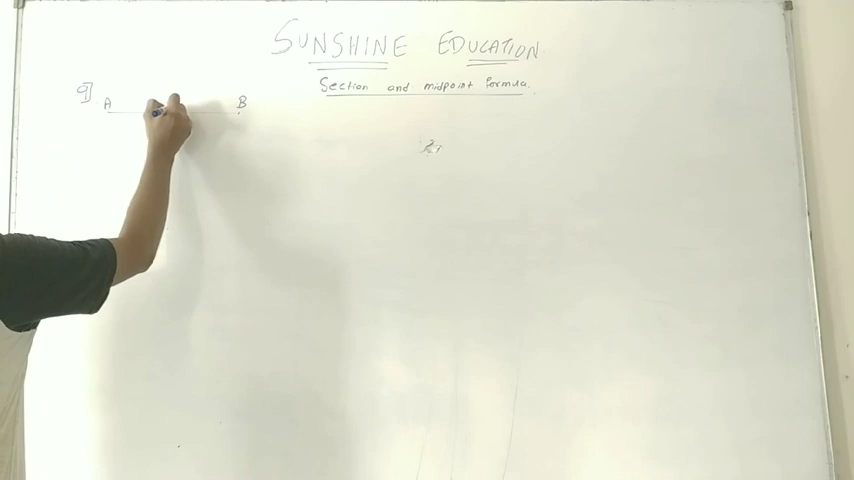 SUNSHINE EDUCATION
Section and midpoint formula.
9]
A B